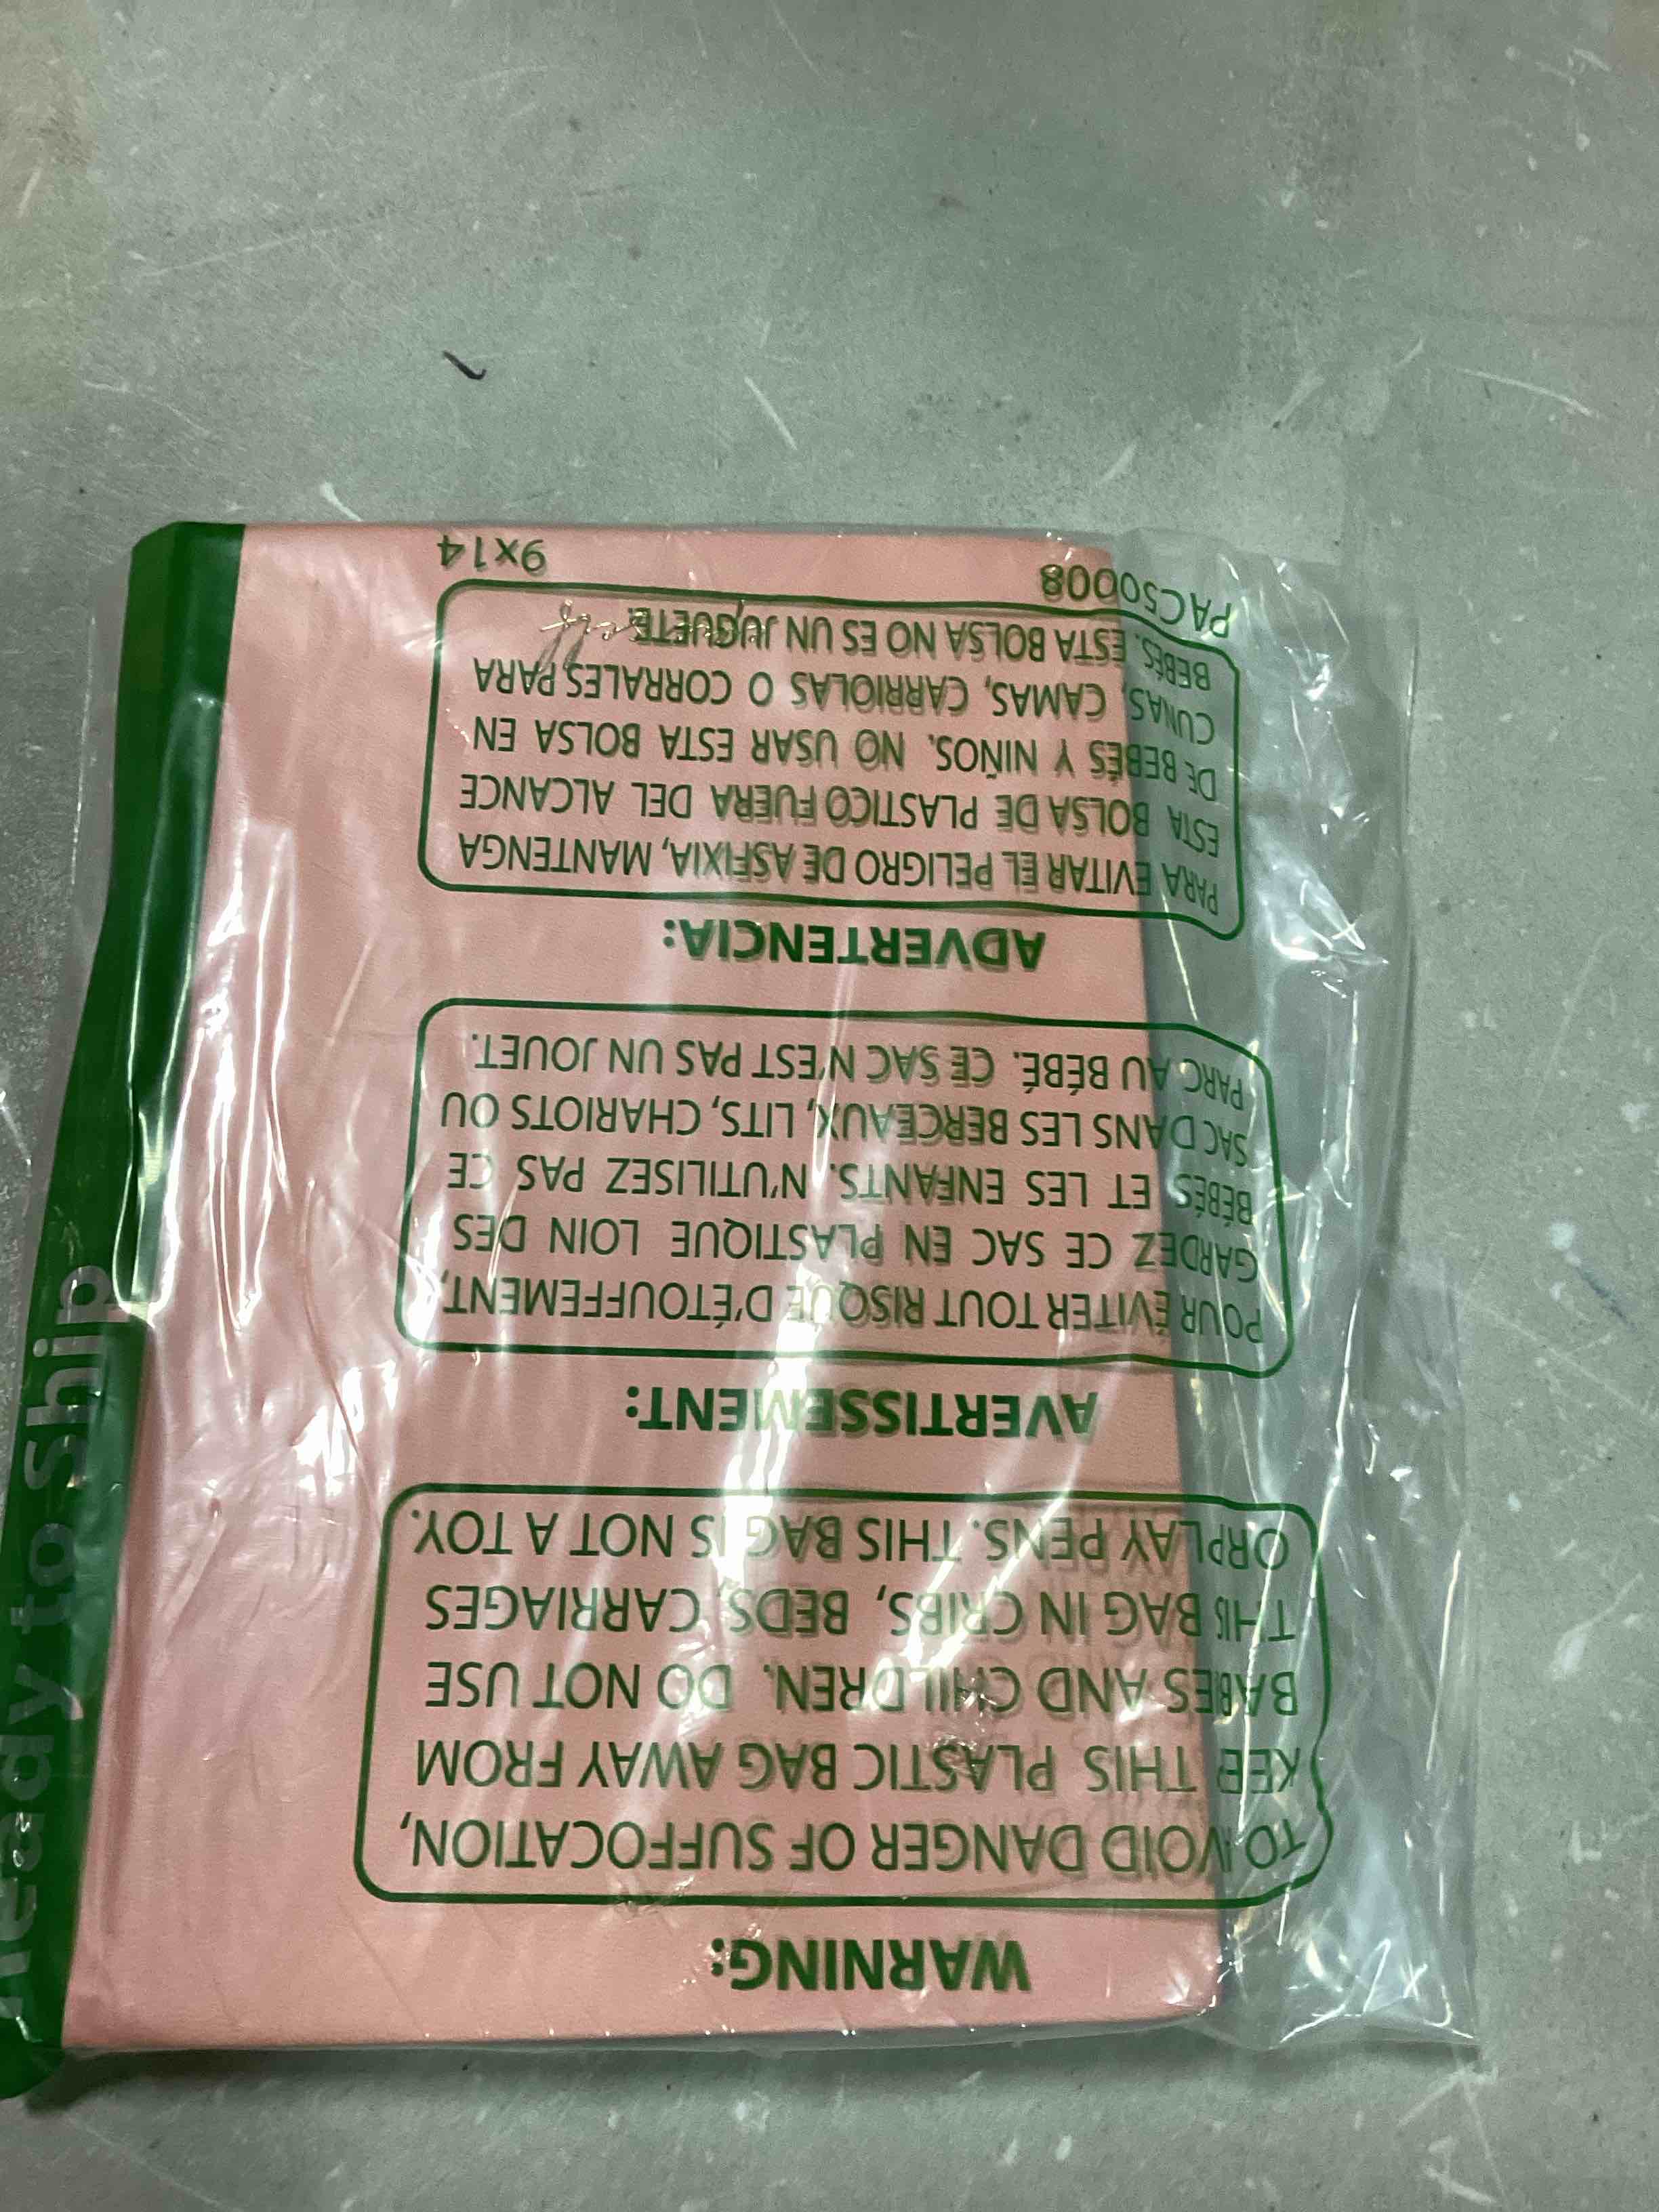 WARNING:
TO AVOID DANGER OF SUFFOCATION,
KEEP THIS PLASTIC BAG AWAY FROM
BABIES AND CHILDREN. DO NOT USE
THIS BAG IN CRIBS, BEDS, CARRIAGES
ORPLAY PENS. THIS BAG IS NOT A TOY.
AVERTISSEMENT:
POUR ÉVITER TOUT RISQUE D'ÉTOUFFEMENT,
GARDEZ CE SAC EN PLASTIQUE LOIN DES
BÉBÉS ET LES ENFANTS. N'UTILISEZ PAS CE
SAC DANS LES BERCEAUX, LITS, CHARIOTS OU
PARC AU BÉBÉ. CE SAC N'EST PAS UN JOUET.
ADVERTENCIA:
PARA EVITAR EL PELIGRO DE ASFIXIA, MANTENGA
ESTA BOLSA DE PLASTICO FUERA DEL ALCANCE
DE BEBÉS Y NIÑOS. NO USAR ESTA BOLSA EN
CUNAS, CAMAS, CARRIOLAS O CORRALES PARA
BEBÉS. ESTA BOLSA NO ES UN JUGUETE.
PAC50008
9x14
Ready to Ship